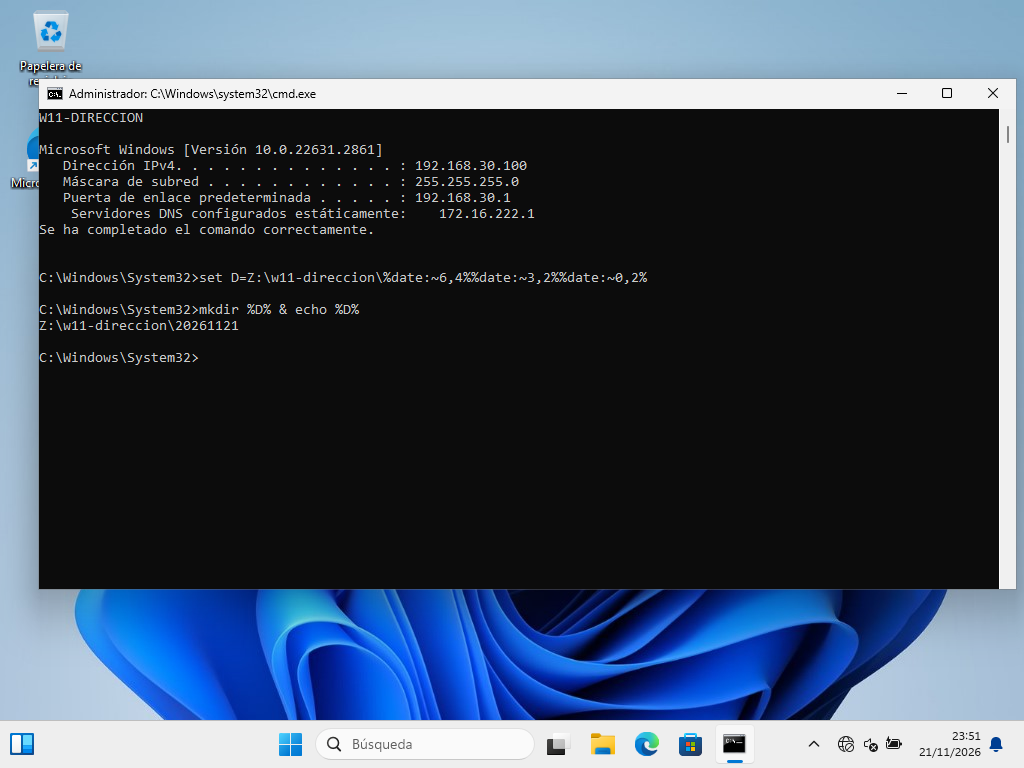 Papelera de
Administrador: C:\Windows\system32\cmd.exe
W11-DIRECCION
Microsoft Windows [Versión 10.0.22631.2861]
Dirección IPv4. . . . . . . . . . . . . . : 192.168.30.100
Máscara de subred . . . . . . . . . . . . : 255.255.255.0
Puerta de enlace predeterminada . . . . . : 192.168.30.1
Servidores DNS configurados estáticamente: 172.16.222.1
Se ha completado el comando correctamente.
C:\Windows\System32>set D=Z:\w11-direccion\%date:~6,4%%date:~3,2%%date:~0,2%
C:\Windows\System32>mkdir %D% & echo %D%
Z:\w11-direccion\20261121
C:\Windows\System32>
Búsqueda
23:51
21/11/2026